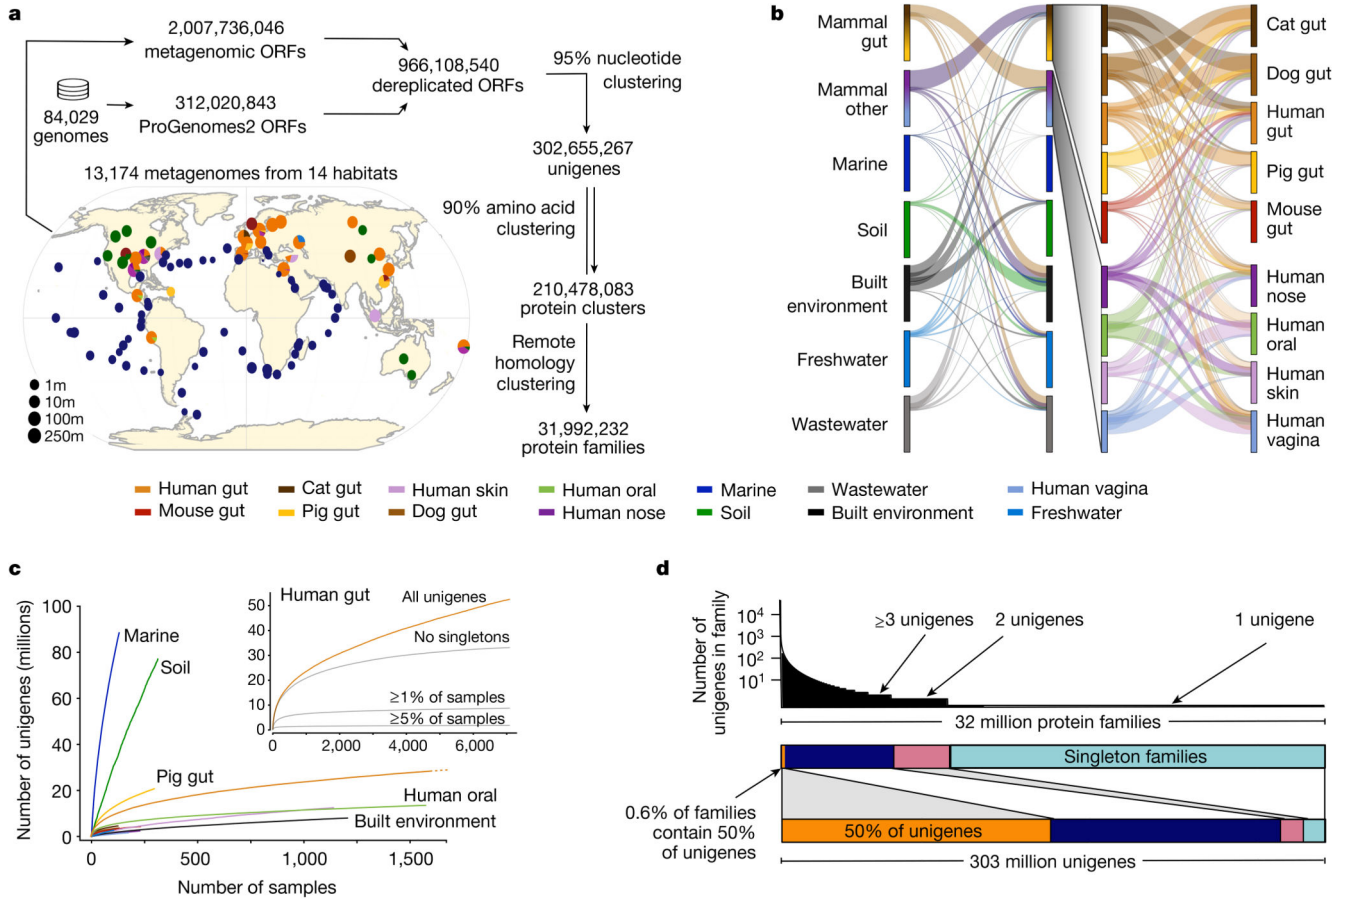 a
2,007,736,046
metagenomic ORFs
84,029
genomes
312,020,843
ProGenomes2 ORFs
966,108,540
dereplicated ORFs
95% nucleotide
clustering
302,655,267
unigenes
90% amino acid
clustering
210,478,083
protein clusters
Remote
homology
clustering
31,992,232
protein families
13,174 metagenomes from 14 habitats
1m
10m
100m
250m
b
Mammal
gut
Mammal
other
Marine
Soil
Built
environment
Freshwater
Wastewater
Cat gut
Dog gut
Human
gut
Pig gut
Mouse
gut
Human
nose
Human
oral
Human
skin
Human
vagina
Human gut
Cat gut
Human skin
Human oral
Marine
Wastewater
Human vagina
Mouse gut
Pig gut
Dog gut
Human nose
Soil
Built environment
Freshwater
c
Number of unigenes (millions)
100
80
60
40
20
0
0
500
1,000
1,500
Number of samples
Marine
Soil
Pig gut
Human oral
Built environment
Human gut
50
40
30
20
10
0
0
2,000
4,000
6,000
All unigenes
No singletons
≥1% of samples
≥5% of samples
d
Number of
unigenes in family
10⁴
10³
10²
10¹
≥3 unigenes
2 unigenes
1 unigene
32 million protein families
Singleton families
0.6% of families
contain 50%
of unigenes
50% of unigenes
303 million unigenes